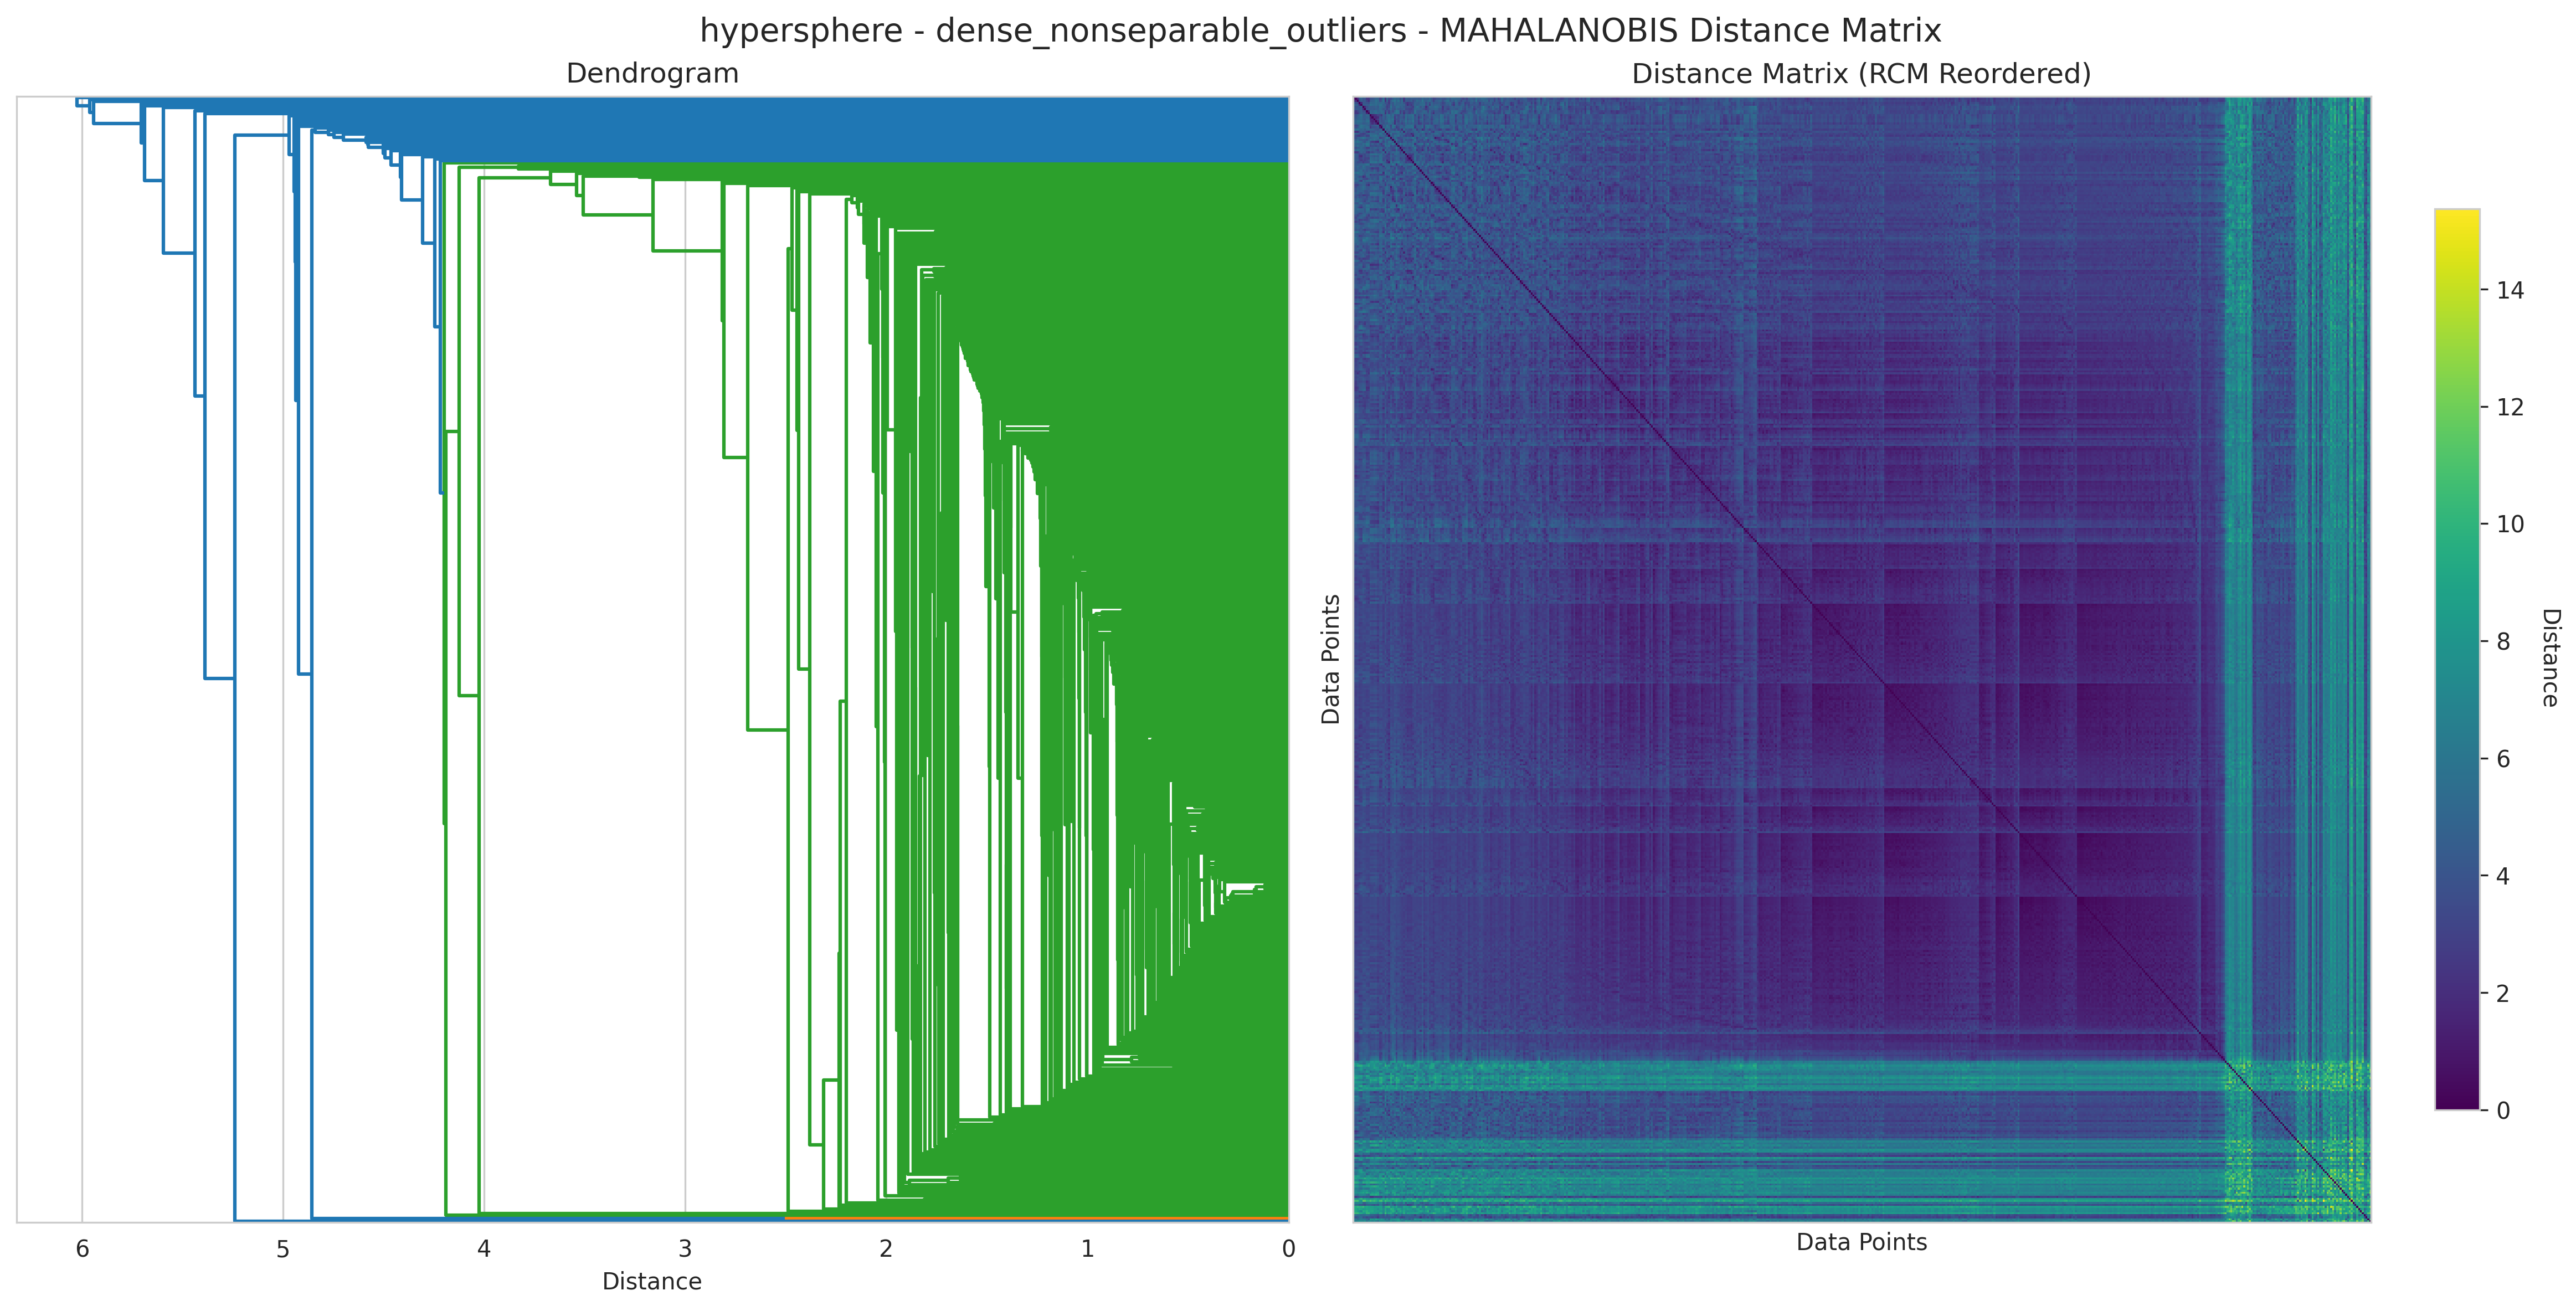 hypersphere - dense_nonseparable_outliers - MAHALANOBIS Distance Matrix
Dendrogram
Distance Matrix (RCM Reordered)
6 5 4 3 2 1 0
Distance
Data Points
Data Points
14
12
10
8
6
4
2
0
Distance